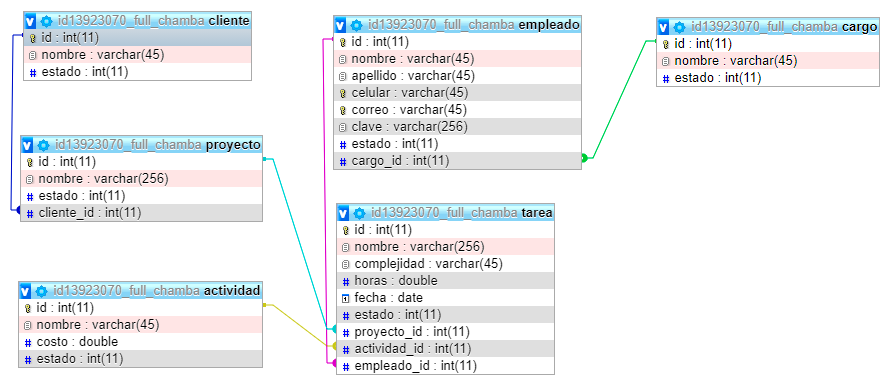 id13923070_full_chamba cliente
id : int(11)
nombre : varchar(45)
# estado : int(11)
id13923070_full_chamba proyecto
id : int(11)
nombre : varchar(256)
# estado : int(11)
# cliente_id : int(11)
id13923070_full_chamba actividad
id : int(11)
nombre : varchar(45)
# costo : double
# estado : int(11)
id13923070_full_chamba empleado
id : int(11)
nombre : varchar(45)
apellido : varchar(45)
celular : varchar(45)
correo : varchar(45)
clave : varchar(256)
# estado : int(11)
# cargo_id : int(11)
id13923070_full_chamba tarea
id : int(11)
nombre : varchar(256)
complejidad : varchar(45)
# horas : double
fecha : date
# estado : int(11)
# proyecto_id : int(11)
# actividad_id : int(11)
# empleado_id : int(11)
id13923070_full_chamba cargo
id : int(11)
nombre : varchar(45)
# estado : int(11)